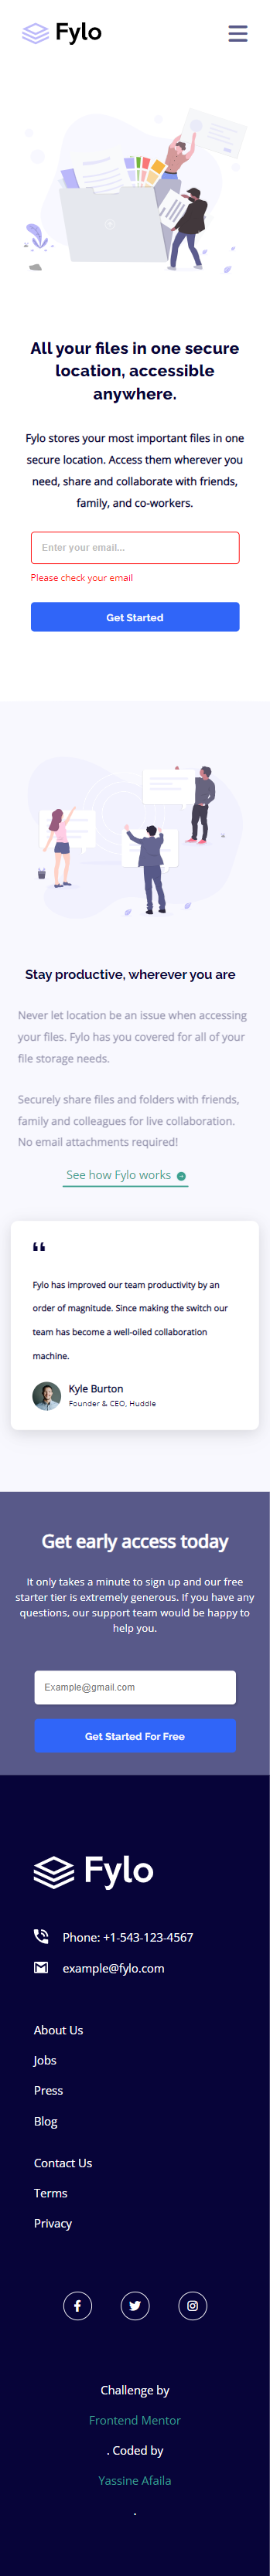 Fylo
All your files in one secure
location, accessible
anywhere.
Fylo stores your most important files in one
secure location. Access them wherever you
need, share and collaborate with friends,
family, and co-workers.
Enter your email...
Please check your email
Get Started
Stay productive, wherever you are
Never let location be an issue when accessing
your files. Fylo has you covered for all of your
file storage needs.
Securely share files and folders with friends,
family and colleagues for live collaboration.
No email attachments required!
See how Fylo works
“
Fylo has improved our team productivity by an
order of magnitude. Since making the switch our
team has become a well-oiled collaboration
machine.
Kyle Burton
Founder & CEO, Huddle
Get early access today
It only takes a minute to sign up and our free
starter tier is extremely generous. If you have any
questions, our support team would be happy to
help you.
Example@gmail.com
Get Started For Free
Fylo
Phone: +1-543-123-4567
example@fylo.com
About Us
Jobs
Press
Blog
Contact Us
Terms
Privacy
Challenge by
Frontend Mentor
. Coded by
Yassine Afaila
.